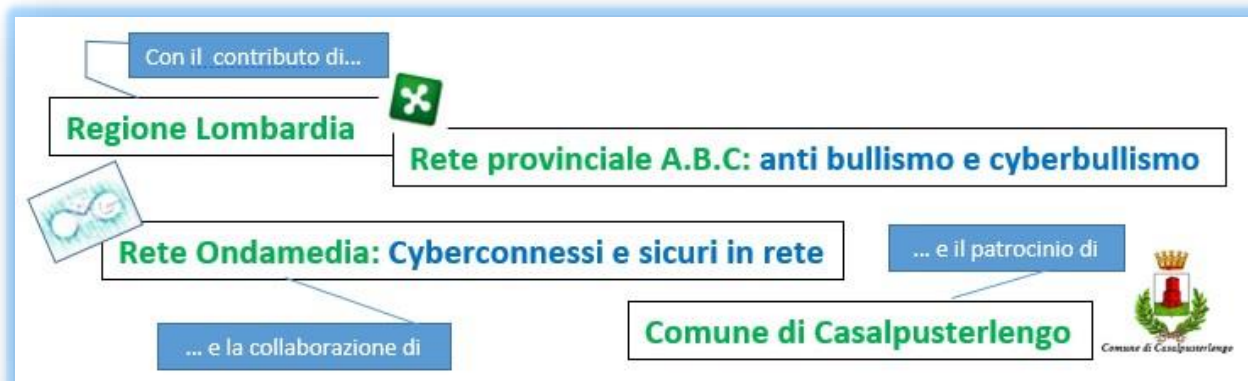 Con il contributo di...
Regione Lombardia
Rete provinciale A.B.C: anti bullismo e cyberbullismo
Rete Ondamedia: Cyberconnessi e sicuri in rete
... e il patrocinio di
... e la collaborazione di
Comune di Casalpusterlengo
Comune di Casalpusterlengo